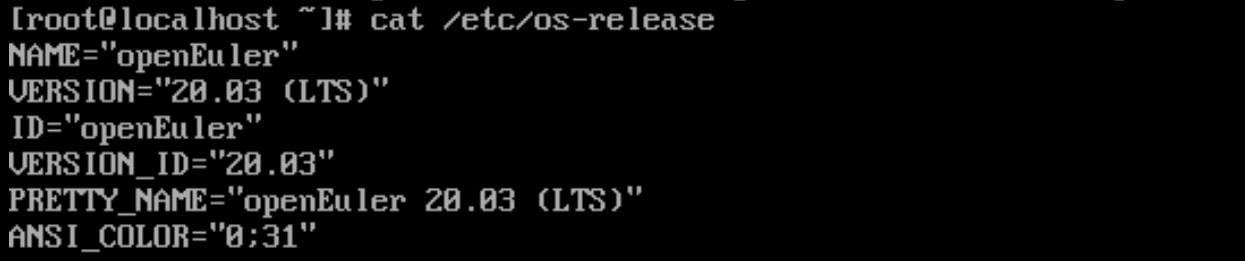 [root@localhost ~]# cat /etc/os-release
NAME="openEuler"
VERSION="20.03 (LTS)"
ID="openEuler"
VERSION_ID="20.03"
PRETTY_NAME="openEuler 20.03 (LTS)"
ANSI_COLOR="0;31"